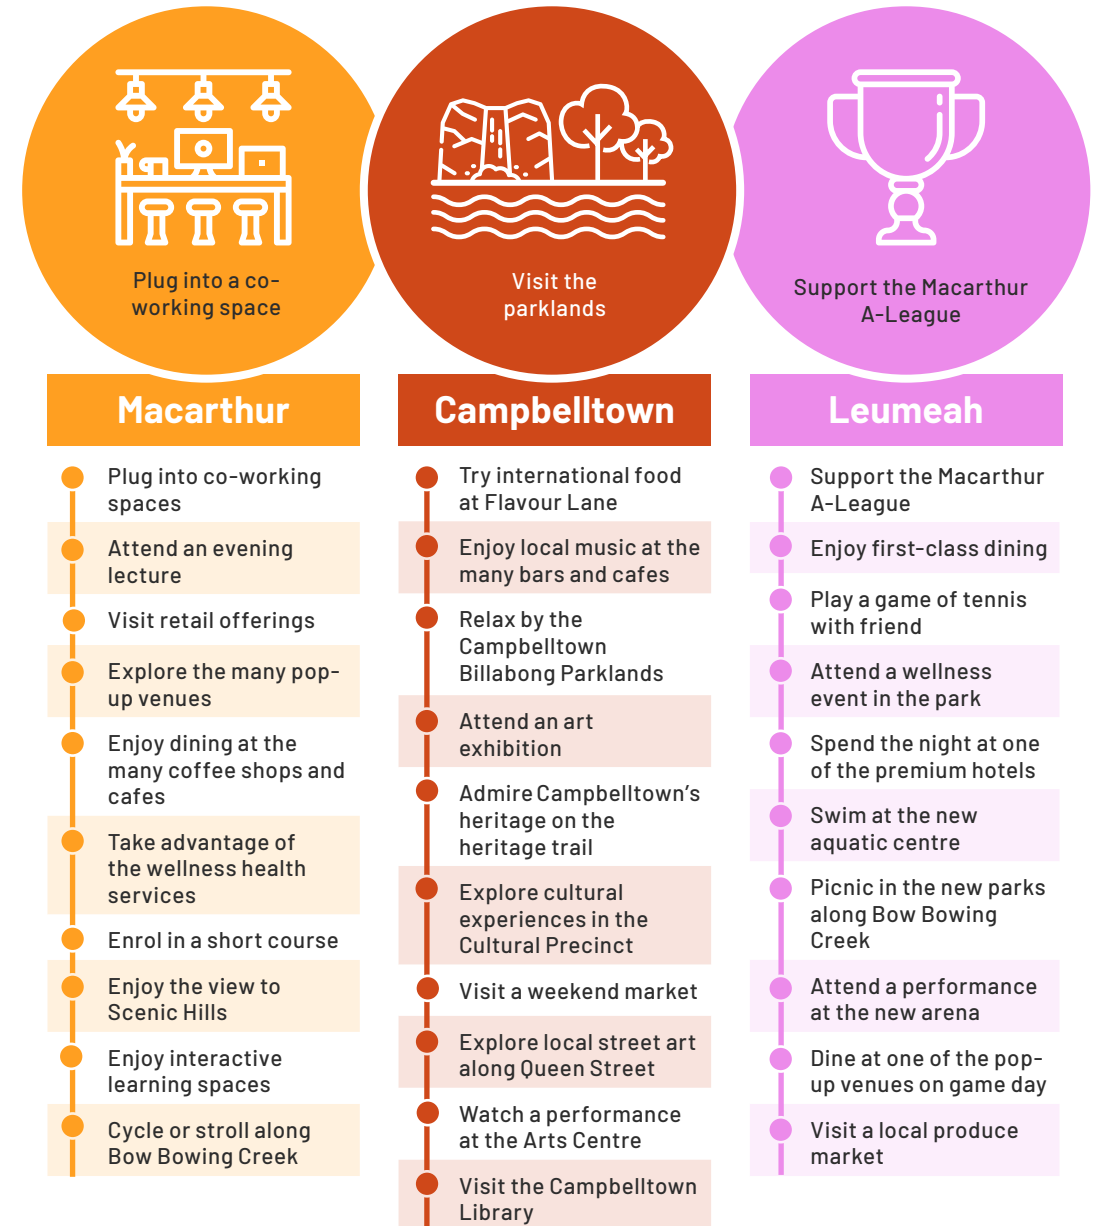 Plug into a co-
working space
Visit the
parklands
Support the Macarthur
A-League
Macarthur
Plug into co-working
spaces
Attend an evening
lecture
Visit retail offerings
Explore the many pop-
up venues
Enjoy dining at the
many coffee shops and
cafes
Take advantage of
the wellness health
services
Enrol in a short course
Enjoy the view to
Scenic Hills
Enjoy interactive
learning spaces
Cycle or stroll along
Bow Bowing Creek
Campbelltown
Try international food
at Flavour Lane
Enjoy local music at the
many bars and cafes
Relax by the
Campbelltown
Billabong Parklands
Attend an art
exhibition
Admire Campbelltown's
heritage on the
heritage trail
Explore cultural
experiences in the
Cultural Precinct
Visit a weekend market
Explore local street art
along Queen Street
Watch a performance
at the Arts Centre
Visit the Campbelltown
Library
Leumeah
Support the Macarthur
A-League
Enjoy first-class dining
Play a game of tennis
with friend
Attend a wellness
event in the park
Spend the night at one
of the premium hotels
Swim at the new
aquatic centre
Picnic in the new parks
along Bow Bowing
Creek
Attend a performance
at the new arena
Dine at one of the pop-
up venues on game day
Visit a local produce
market